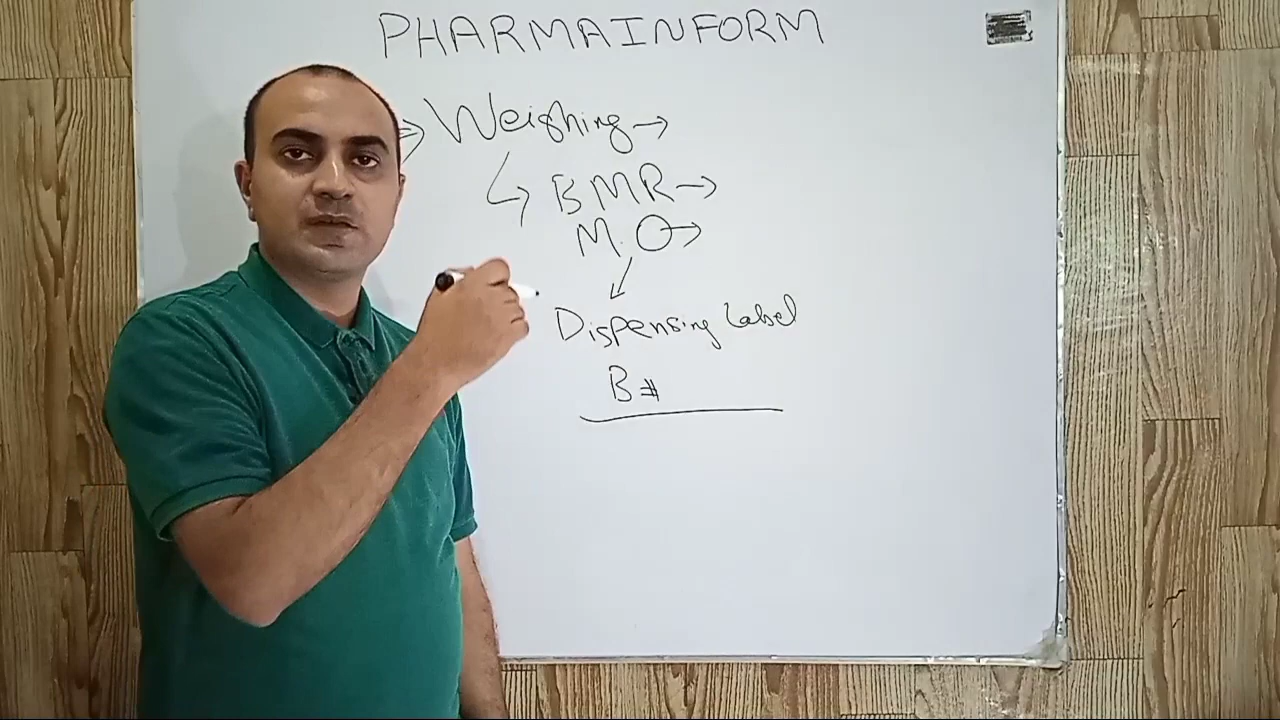 PHARMAINFORM
Weighing →
BMR →
M.O →
Dispensing Label
B#